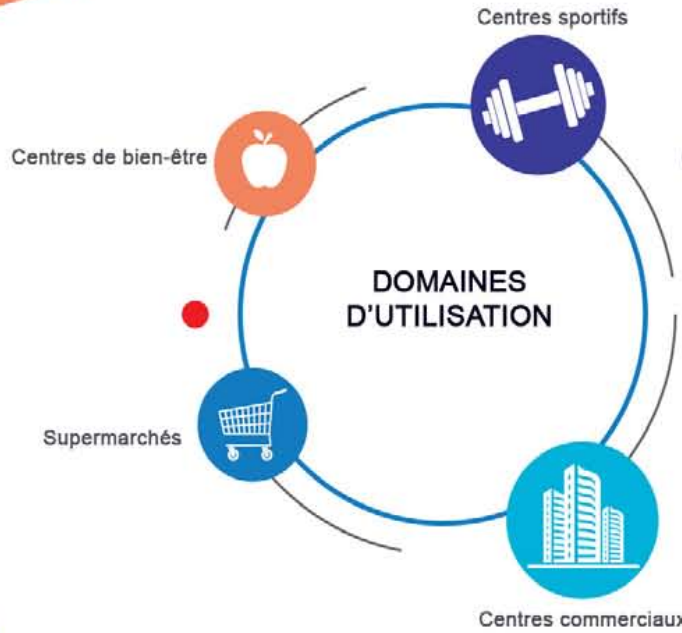 Centres sportifs
Centres de bien-être
DOMAINES
D'UTILISATION
Supermarchés
Centres commerciaux